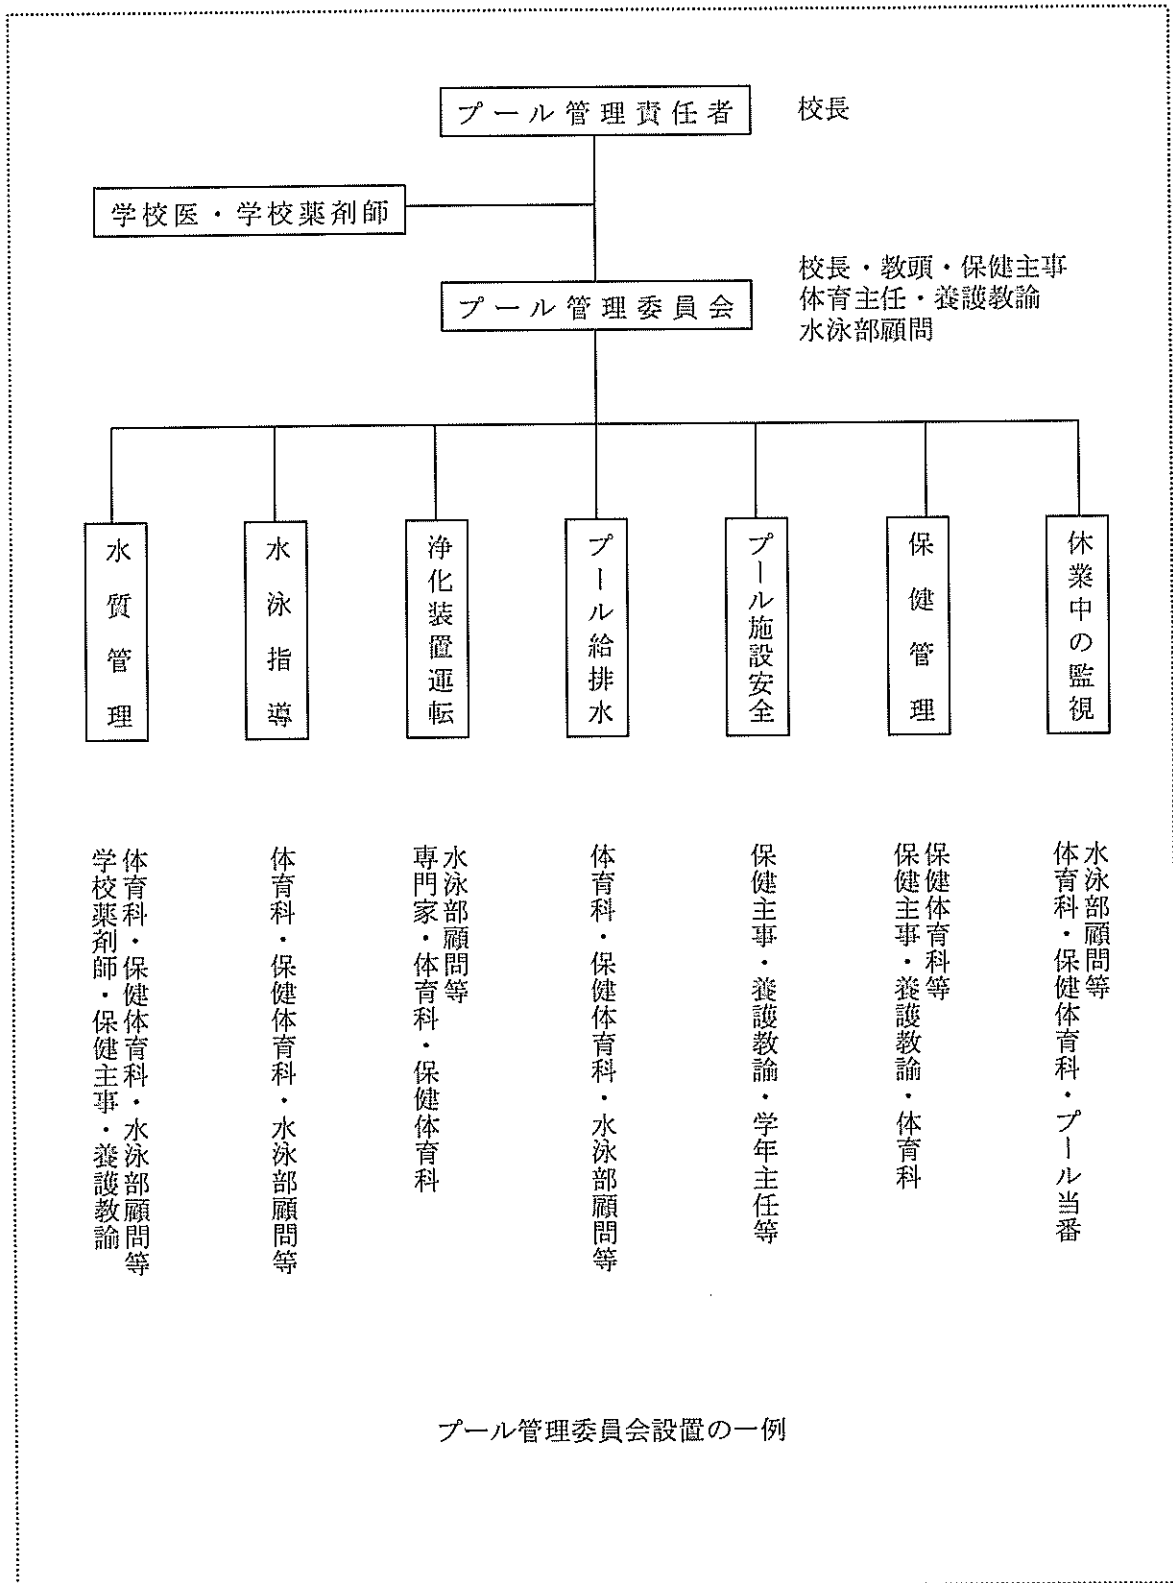 プール管理責任者
校長
学校医・学校薬剤師
プール管理委員会
校長・教頭・保健主事
体育主任・養護教諭
水泳部顧問
水質管理
水泳指導
浄化装置運転
プール給排水
プール施設安全
保健管理
休業中の監視
学校薬剤師・保健主事・養護教諭
体育科・保健体育科・水泳部顧問等
体育科・保健体育科・水泳部顧問等
専門家・体育科・保健体育科
水泳部顧問等
体育科・保健体育科・水泳部顧問等
保健主事・養護教諭・学年主任等
保健主事・養護教諭・体育科
保健体育科等
体育科・保健体育科・プール当番
水泳部顧問等
プール管理委員会設置の一例